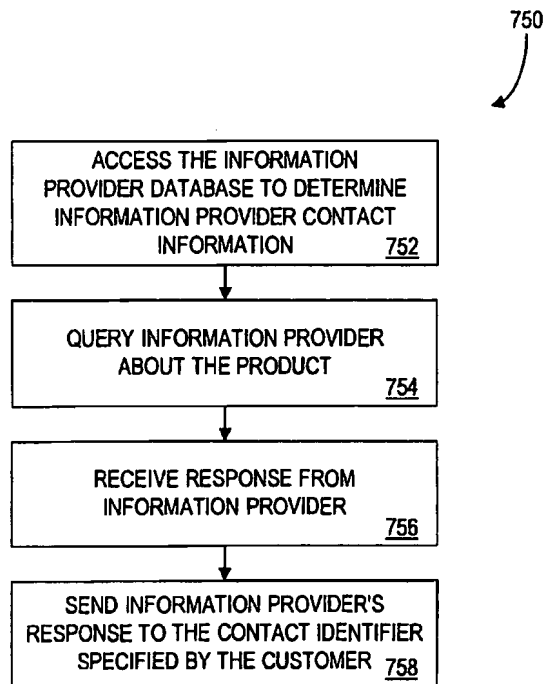 750
ACCESS THE INFORMATION
PROVIDER DATABASE TO DETERMINE
INFORMATION PROVIDER CONTACT
INFORMATION 752
QUERY INFORMATION PROVIDER
ABOUT THE PRODUCT
754
RECEIVE RESPONSE FROM
INFORMATION PROVIDER
756
SEND INFORMATION PROVIDER'S
RESPONSE TO THE CONTACT IDENTIFIER
SPECIFIED BY THE CUSTOMER 758